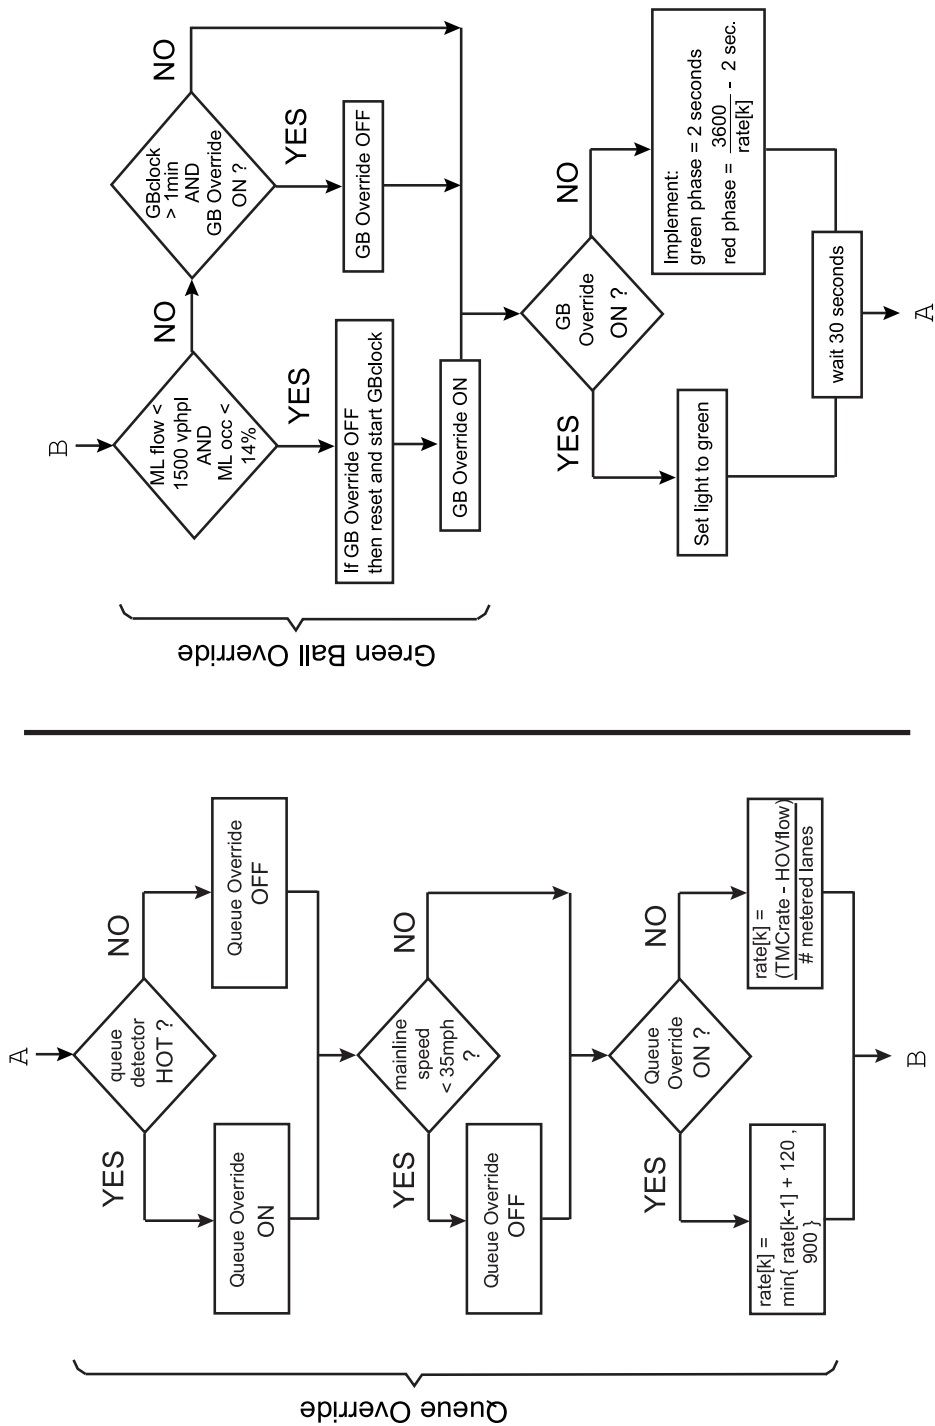 A
queue
detector
HOT ?
YES
NO
Queue Override
ON
Queue Override
OFF
mainline
speed
< 35mph
?
YES
NO
Queue Override
OFF
Queue
Override
ON ?
YES
NO
rate[k] =
min{ rate[k-1] + 120 ,
900 }
rate[k] =
(TMCrate - HOVflow)
# metered lanes
B
Queue Override
B
ML flow <
1500 vphpl
AND
ML occ <
14%
NO
YES
GBclock
> 1min
AND
GB Override
ON ?
NO
YES
If GB Override OFF
then reset and start GBclock
GB Override OFF
GB Override ON
Green Ball Override
GB
Override
ON ?
YES
NO
Set light to green
Implement:
green phase = 2 seconds
red phase = 3600 - 2 sec.
rate[k]
wait 30 seconds
A